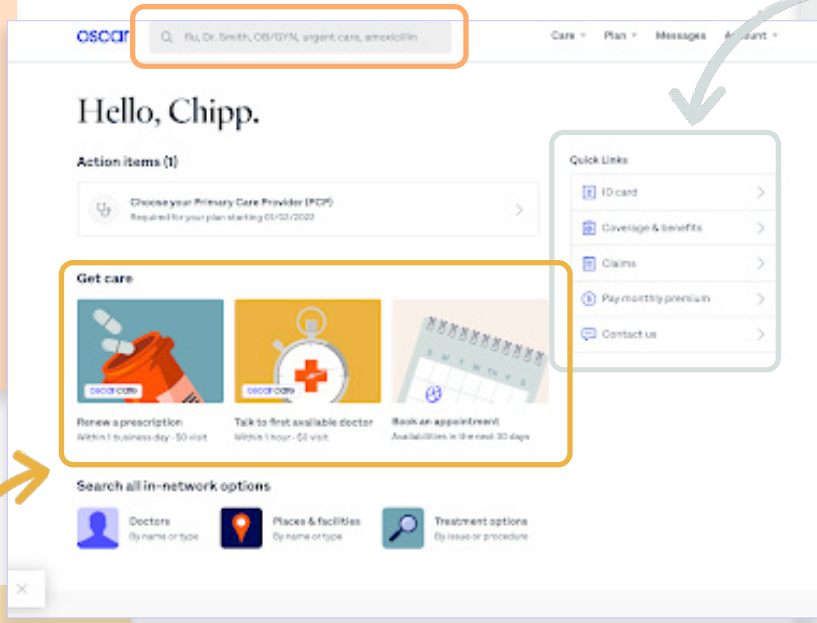 oscar
flu, Dr. Smith, OB/GYN, urgent care, amoxicillin
Care
Plan
Messages
Account
Hello, Chipp.
Action items (1)
Choose your Primary Care Provider (PCP)
Required for your plan starting 01/02/2022
Quick Links
ID card
Coverage & benefits
Claims
Pay monthly premium
Contact us
Get care
oscar care
oscar care
S M T W Th F S
Renew a prescription
Within 1 business day · $0 visit
Talk to first available doctor
Within 1 hour · $0 visit
Book an appointment
Availabilities in the next 30 days
Search all in-network options
Doctors
By name or type
Places & facilities
By name or type
Treatment options
By issue or procedure